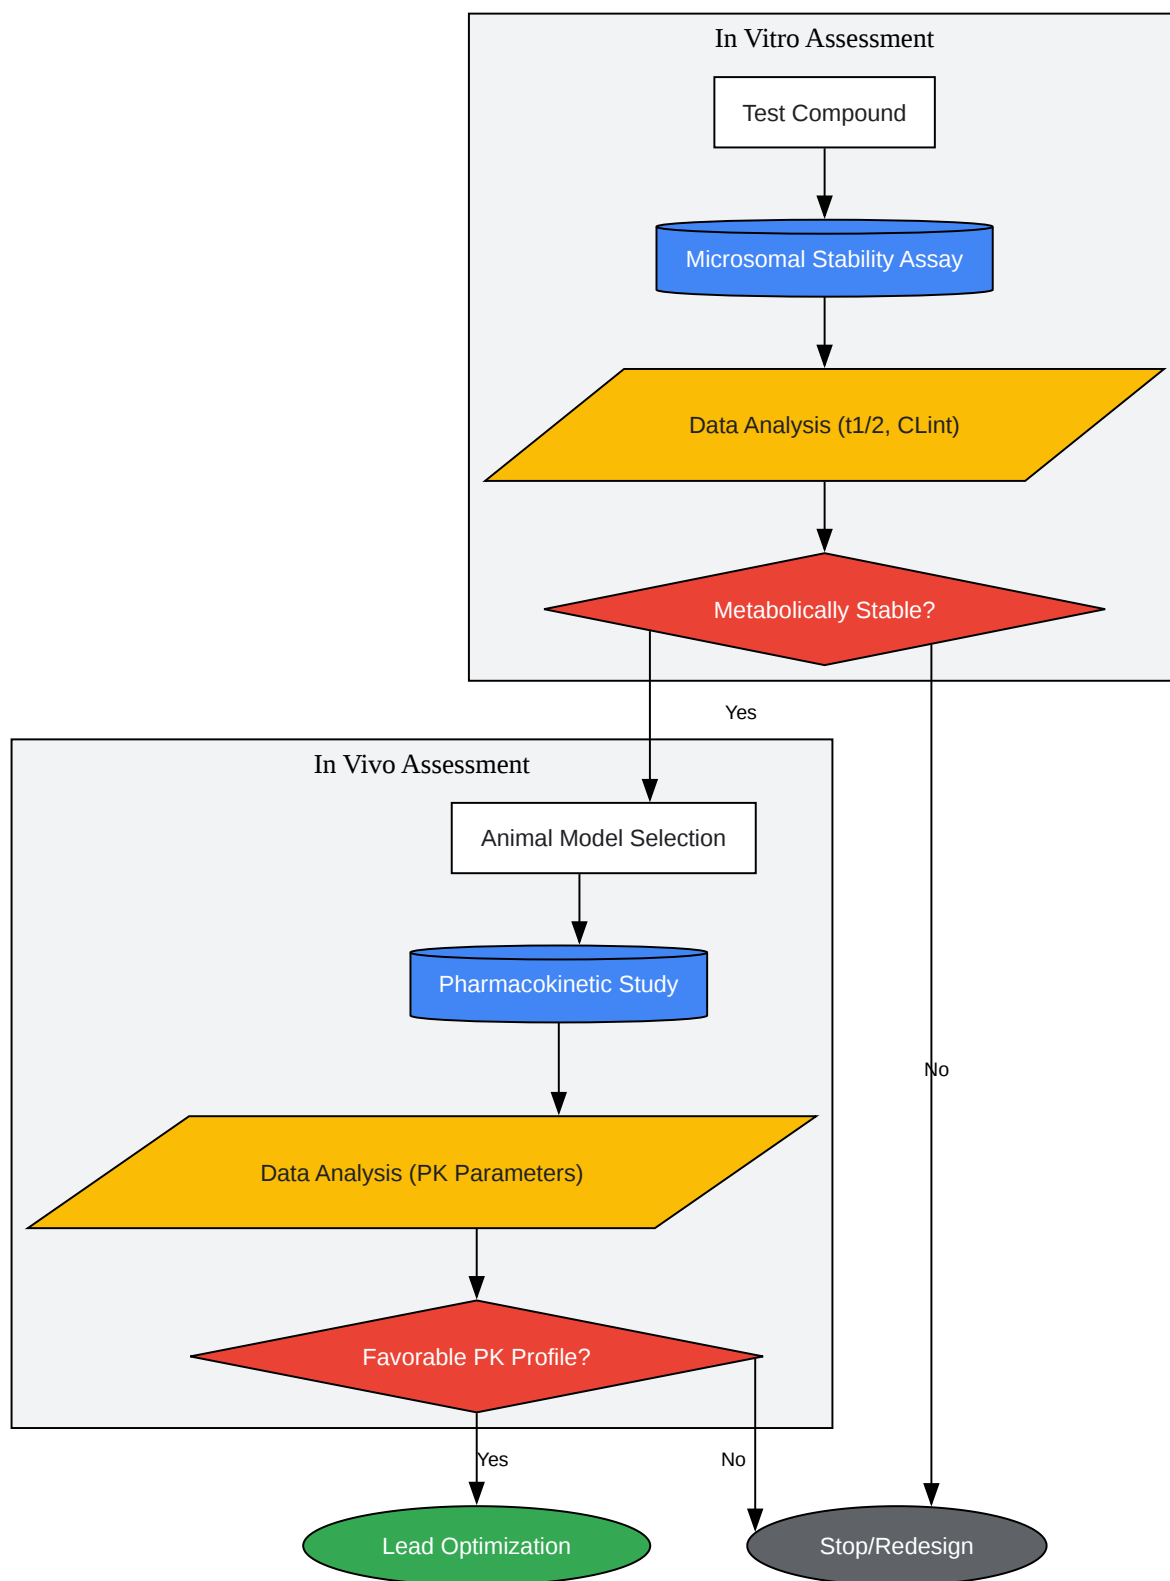 In Vitro Assessment
Test Compound
Microsomal Stability Assay
Data Analysis (t1/2, CLint)
Metabolically Stable?
Yes
In Vivo Assessment
Animal Model Selection
Pharmacokinetic Study
No
Data Analysis (PK Parameters)
Favorable PK Profile?
Yes
No
Lead Optimization
Stop/Redesign